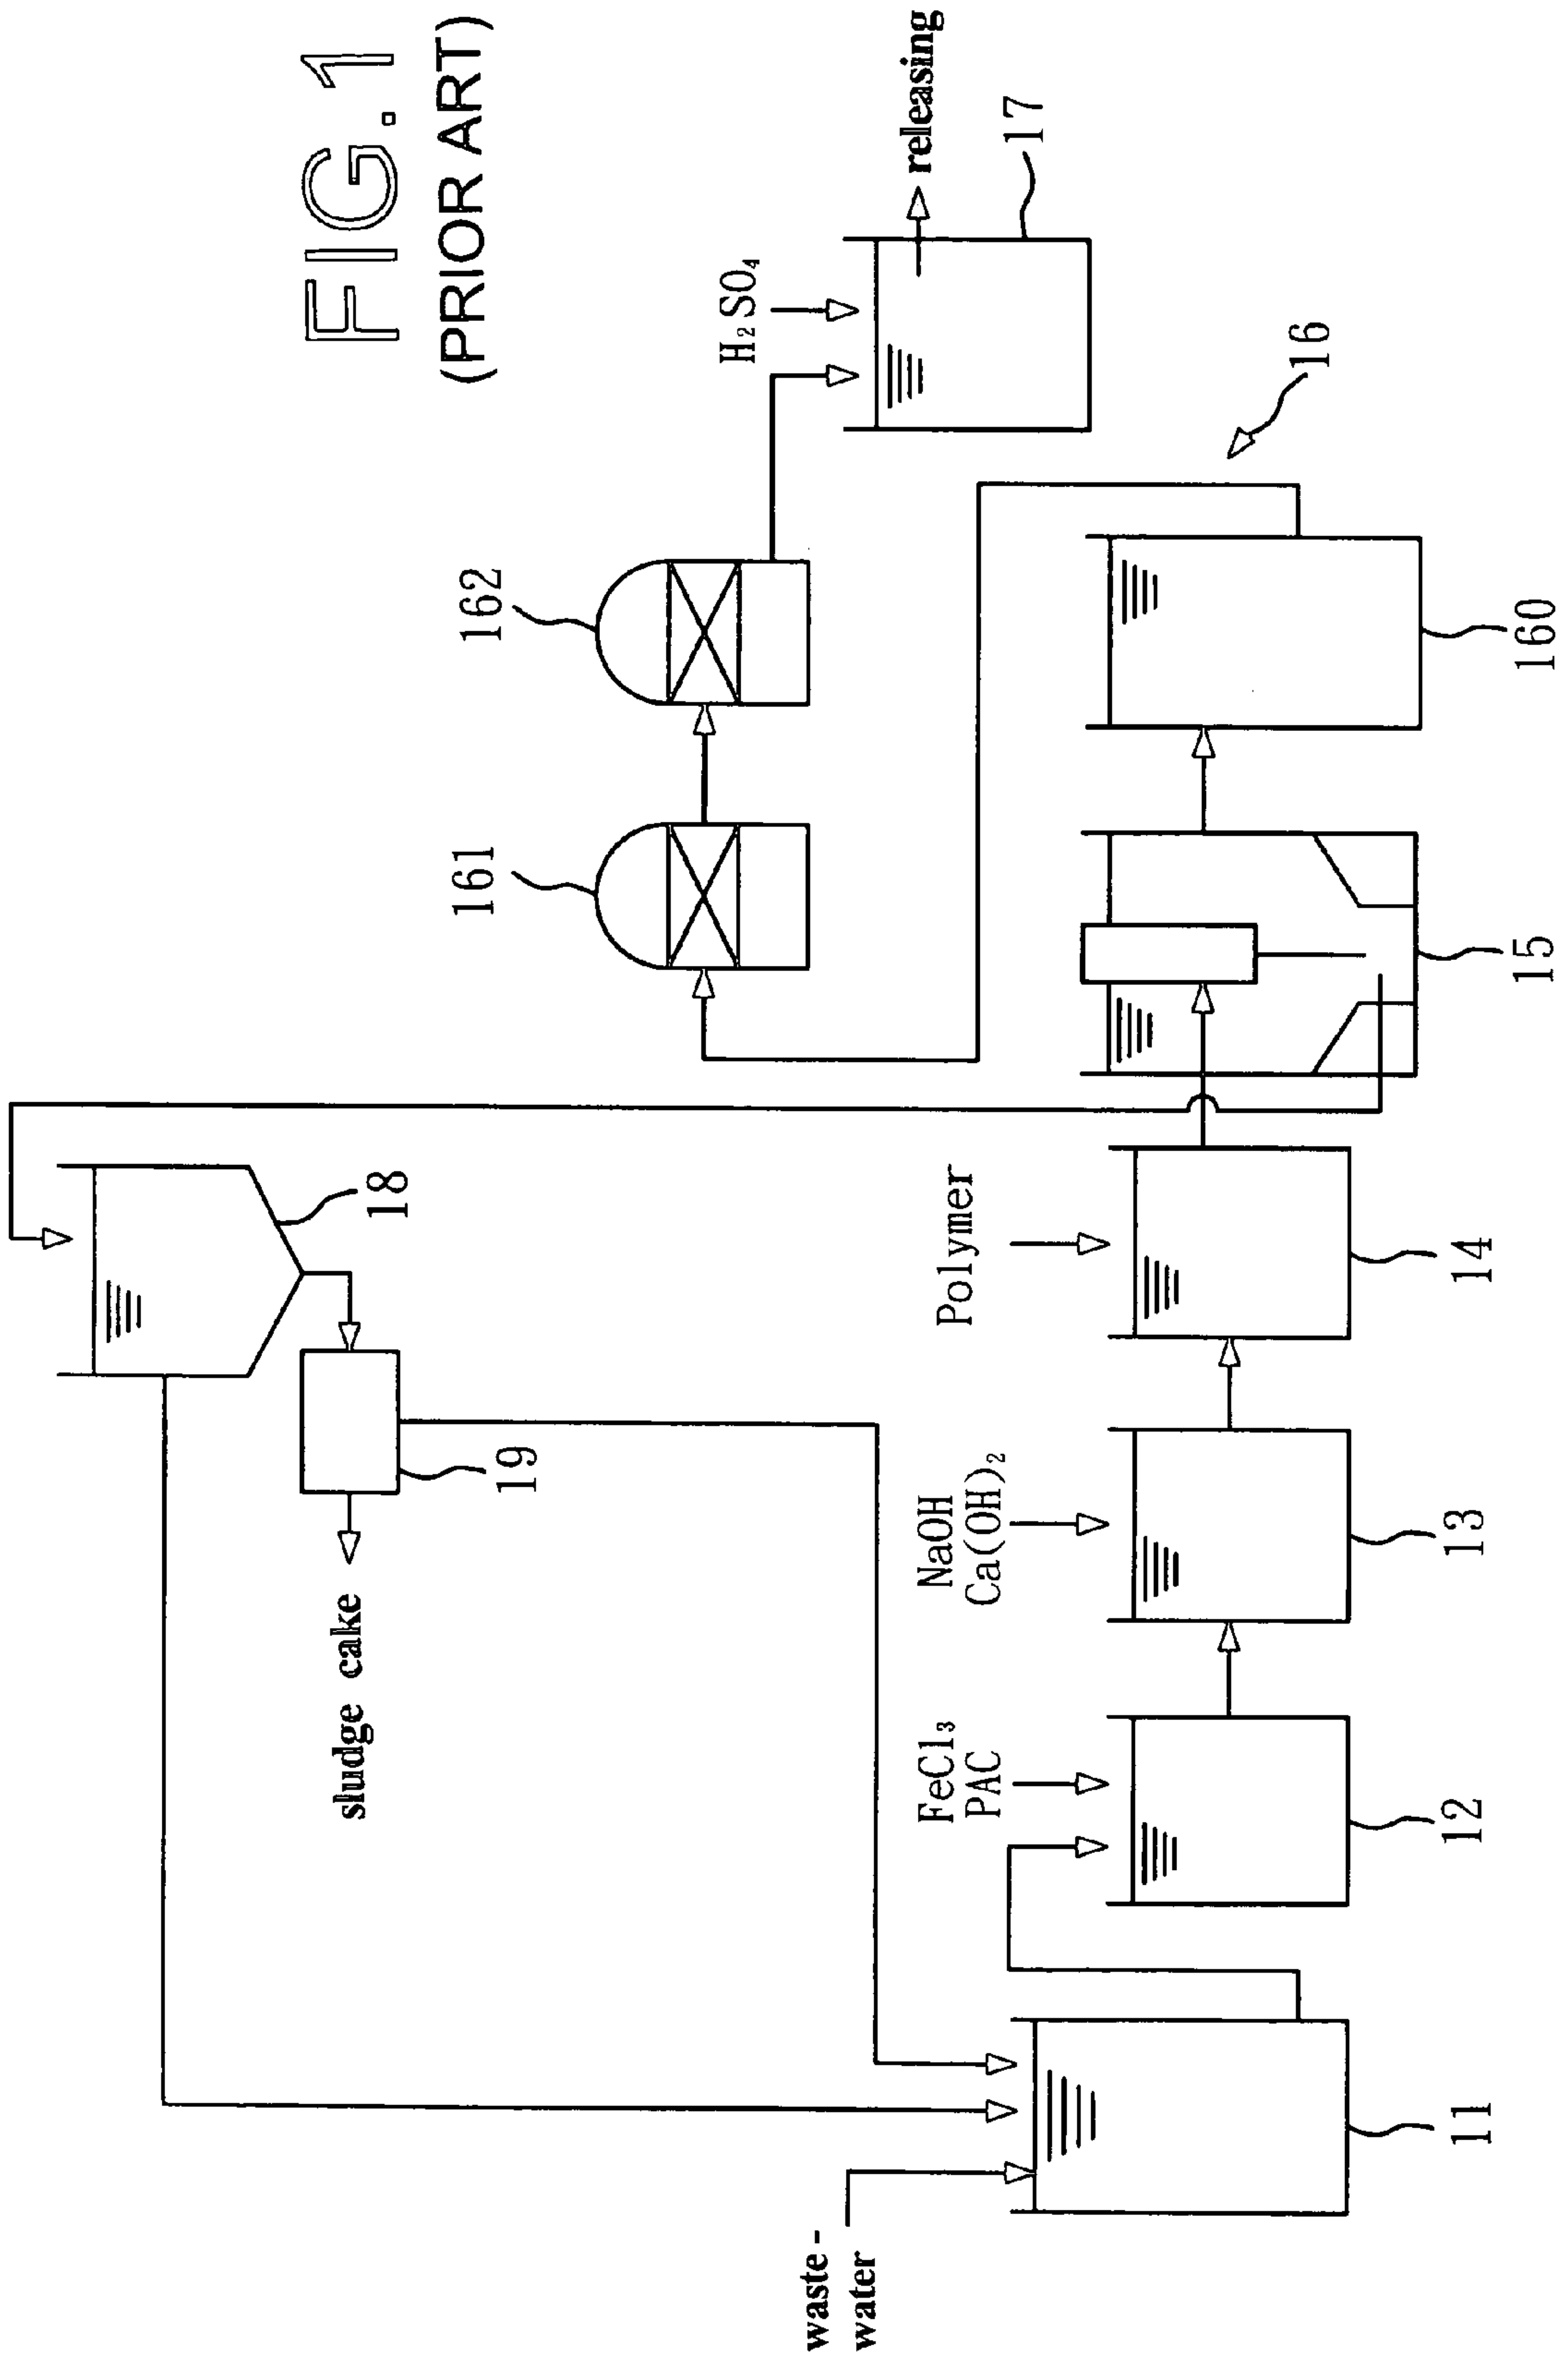 FIG.1
(PRIOR ART)
18
19
sludge cake
161
162
H₂SO₄
releasing
17
waste-
water
FeCl₃
PAC
NaOH
Ca(OH)₂
Polymer
16
11
12
13
14
15
160